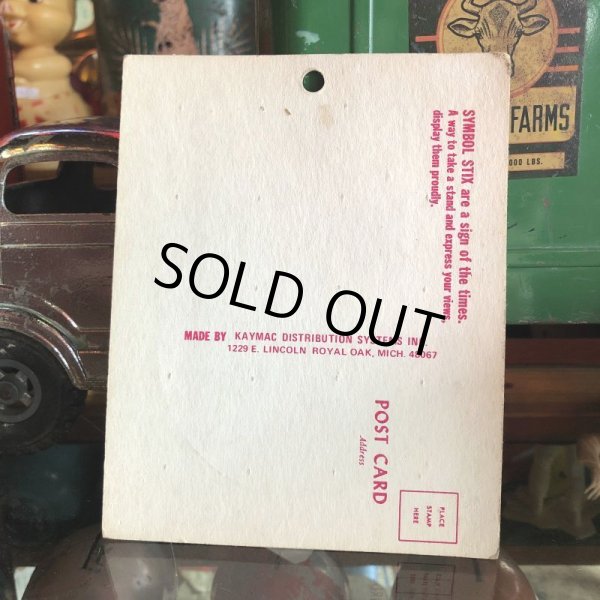 SYMBOL STIX are a sign of the times.
A way to take a stand and express your views,
display them proudly.
SOLD OUT
MADE BY KAYMAC DISTRIBUTION SYSTEMS INC
1229 E. LINCOLN ROYAL OAK, MICH. 48067
POST CARD
Address
PLACE
STAMP
HERE
FARMS
000 LBS.